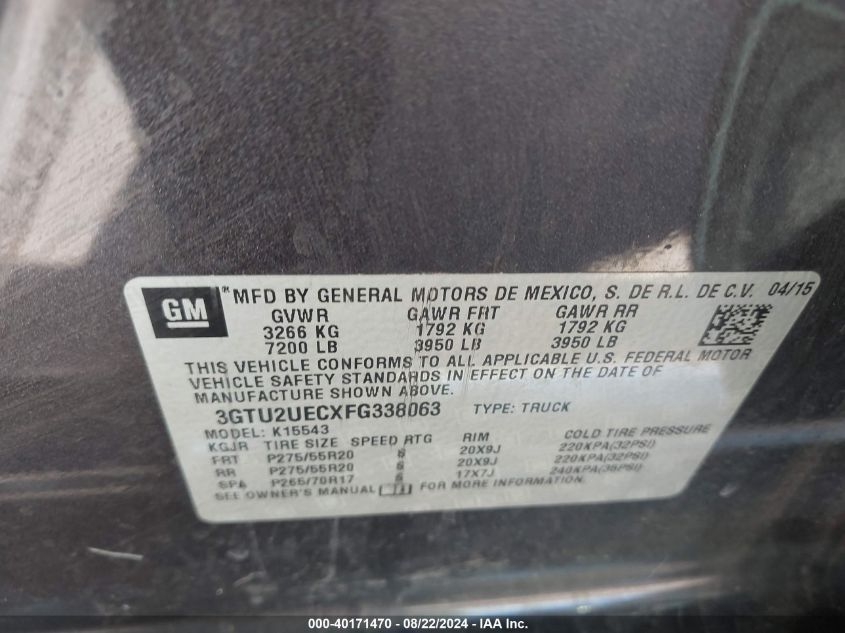 GM
*MFD BY GENERAL MOTORS DE MEXICO, S. DE R.L. DE C.V. 04/15
GVWR GAWR FRT GAWR RR
3266 KG 1792 KG 1792 KG
7200 LB 3950 LB 3950 LB
THIS VEHICLE CONFORMS TO ALL APPLICABLE U.S. FEDERAL MOTOR
VEHICLE SAFETY STANDARDS IN EFFECT ON THE DATE OF
MANUFACTURE SHOWN ABOVE.
3GTU2UECXFG338063 TYPE: TRUCK
MODEL: K15543
KGJR TIRE SIZE SPEED RTG RIM COLD TIRE PRESSURE
FRT P275/55R20 S 20X9J 220KPA(32PSI)
RR P275/55R20 S 20X9J 220KPA(32PSI)
SPA P265/70R17 S 17X7J 240KPA(35PSI)
SEE OWNER'S MANUAL FOR MORE INFORMATION.
000-40171470 - 08/22/2024 - IAA Inc.